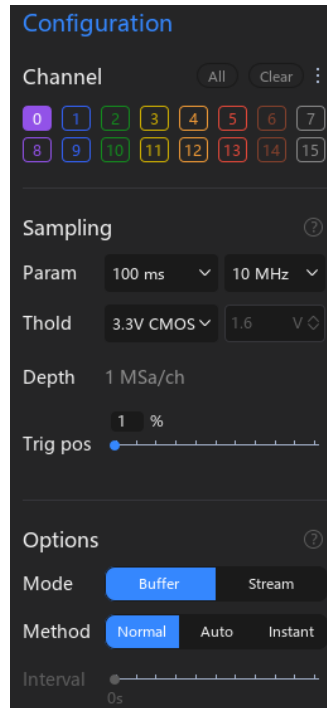 Configuration
Channel All Clear
0 1 2 3 4 5 6 7
8 9 10 11 12 13 14 15
Sampling ?
Param 100 ms 10 MHz
Thold 3.3V CMOS 1.6 V
Depth 1 MSa/ch
1 %
Trig pos
Options ?
Mode Buffer Stream
Method Normal Auto Instant
Interval
0s